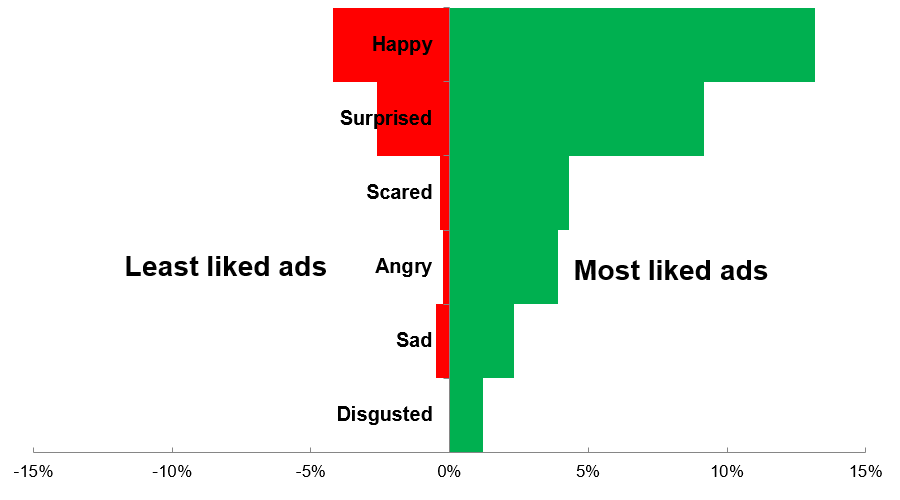 Happy
Surprised
Scared
Least liked ads
Angry
Most liked ads
Sad
Disgusted
-15%
-10%
-5%
0%
5%
10%
15%